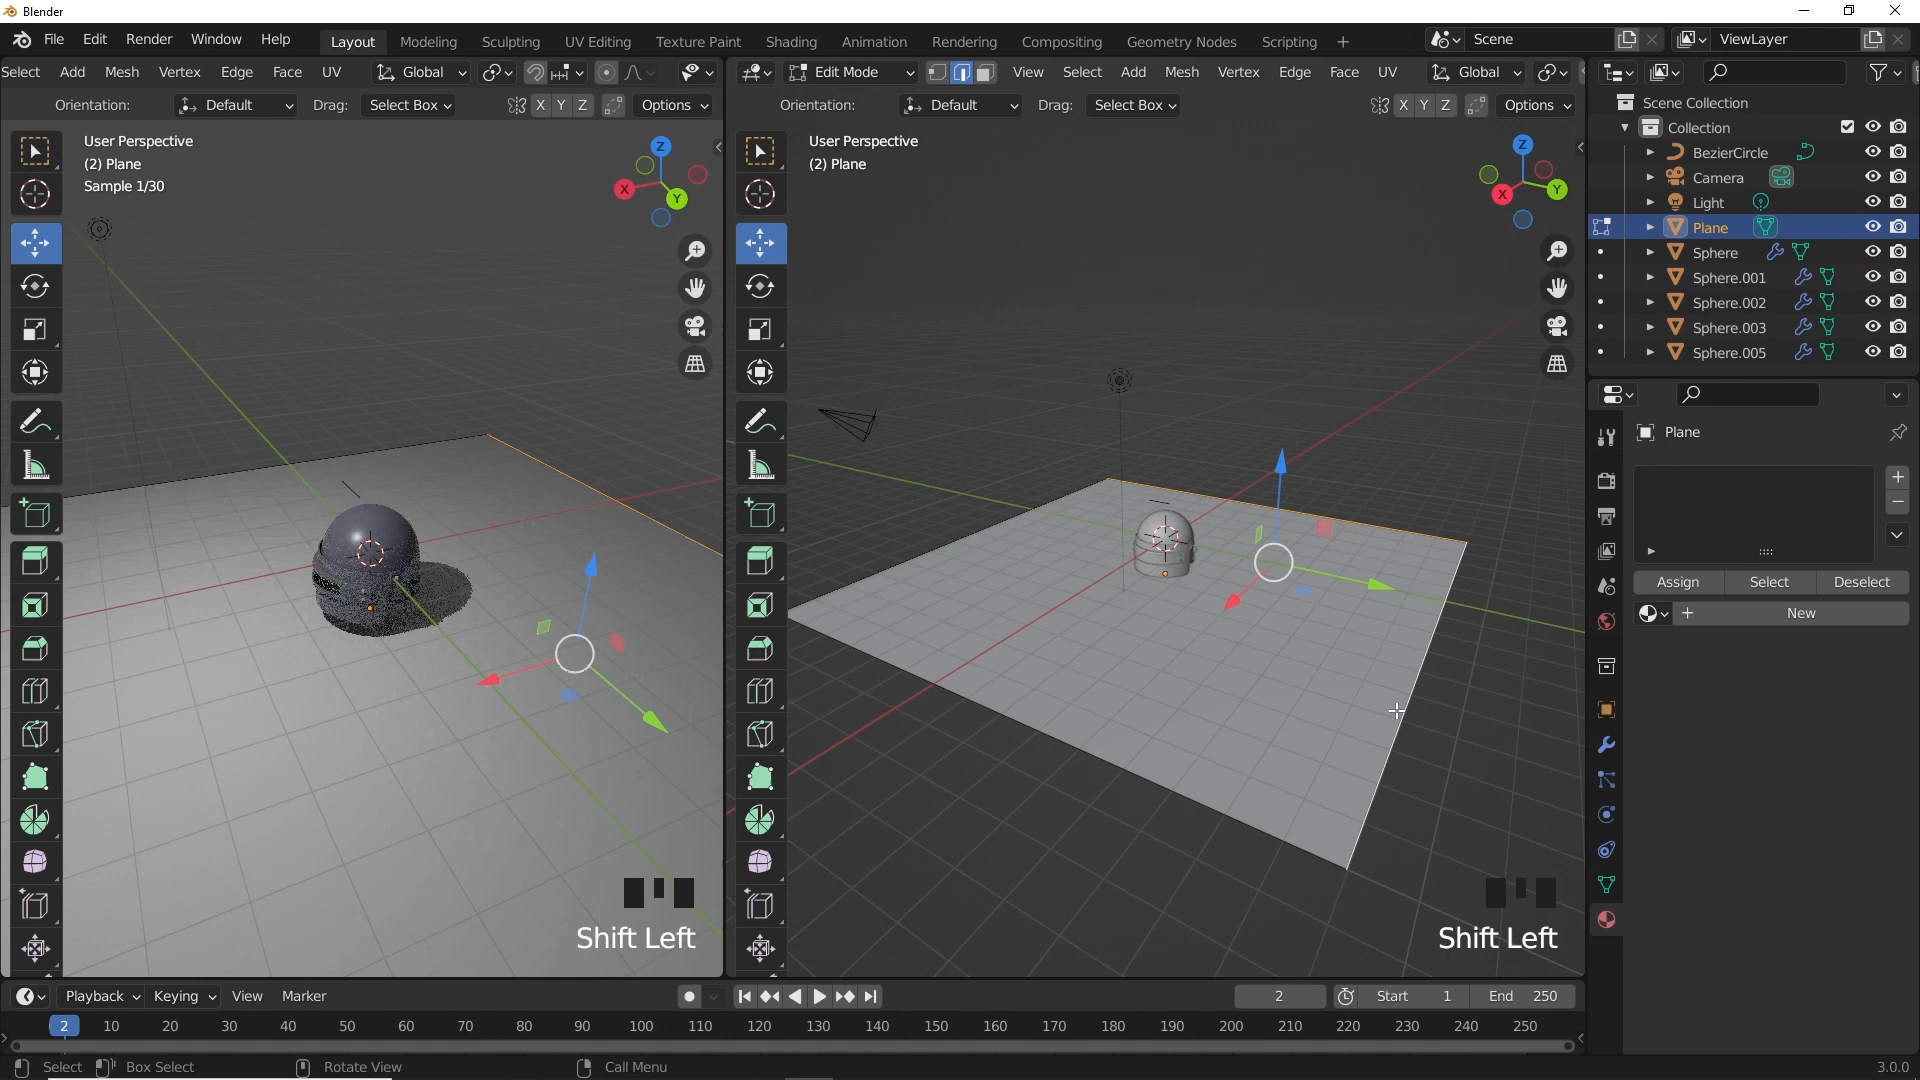 Blender
File Edit Render Window Help
Layout Modeling Sculpting UV Editing Texture Paint Shading Animation Rendering Compositing Geometry Nodes Scripting +
Scene
ViewLayer
Select Add Mesh Vertex Edge Face UV Global
Edit Mode View Select Add Mesh Vertex Edge Face UV Global
Orientation: Default Drag: Select Box X Y Z Options
Orientation: Default Drag: Select Box X Y Z Options
User Perspective
(2) Plane
Sample 1/30
Z
X
Y
User Perspective
(2) Plane
Z
X
Y
Scene Collection
Collection
BezierCircle
Camera
Light
Plane
Sphere
Sphere.001
Sphere.002
Sphere.003
Sphere.005
Plane
Assign Select Deselect
New
Shift Left
Shift Left
Playback Keying View Marker
2 Start 1 End 250
2 10 20 30 40 50 60 70 80 90 100 110 120 130 140 150 160 170 180 190 200 210 220 230 240 250
Select Box Select Rotate View Call Menu
3.0.0